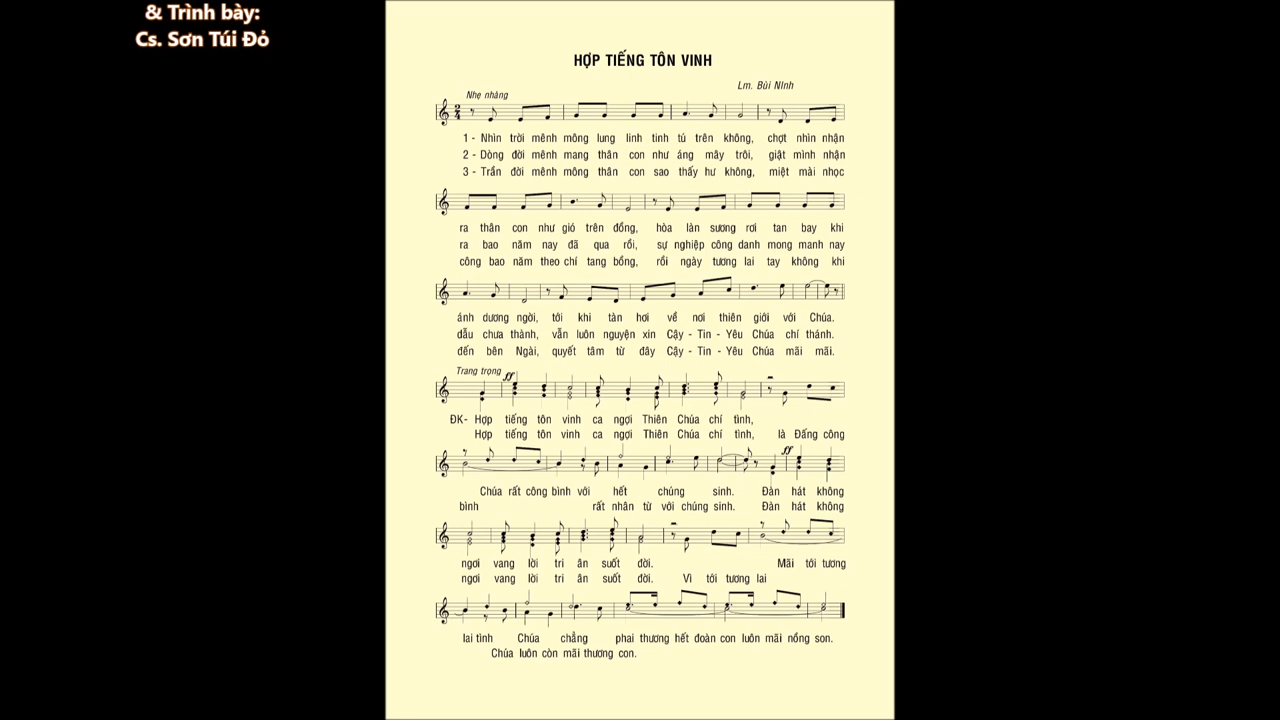 & Trình bày:
Cs. Sơn Túi Đỏ
HỢP TIẾNG TÔN VINH
Lm. Bùi NInh
Nhẹ nhàng
1 - Nhìn trời mênh mông lung linh tinh tú trên không, chợt nhìn nhận
2 - Dòng đời mênh mang thân con như áng mây trôi, giật mình nhận
3 - Trần đời mênh mông thân con sao thấy hư không, miệt mài nhọc
ra thân con như gió trên đồng, hòa làn sương rơi tan bay khi
ra bao năm nay đã qua rồi, sự nghiệp công danh mong manh nay
công bao năm theo chí tang bồng, rồi ngày tương lai tay không khi
ánh dương ngời, tới khi tàn hơi về nơi thiên giới với Chúa.
dẫu chưa thành, vẫn luôn nguyện xin Cậy - Tin - Yêu Chúa chí thánh.
đến bên Ngài, quyết tâm từ đây Cậy - Tin - Yêu Chúa mãi mãi.
Trang trọng
ff
ĐK- Hợp tiếng tôn vinh ca ngợi Thiên Chúa chí tình,
Hợp tiếng tôn vinh ca ngợi Thiên Chúa chí tình, là Đấng công
ff
Chúa rất công bình với hết chúng sinh. Đàn hát không
bình rất nhân từ với chúng sinh. Đàn hát không
ngơi vang lời tri ân suốt đời. Mãi tới tương
ngơi vang lời tri ân suốt đời. Vì tới tương lai
lai tình Chúa chẳng phai thương hết đoàn con luôn mãi nồng son.
Chúa luôn còn mãi thương con.